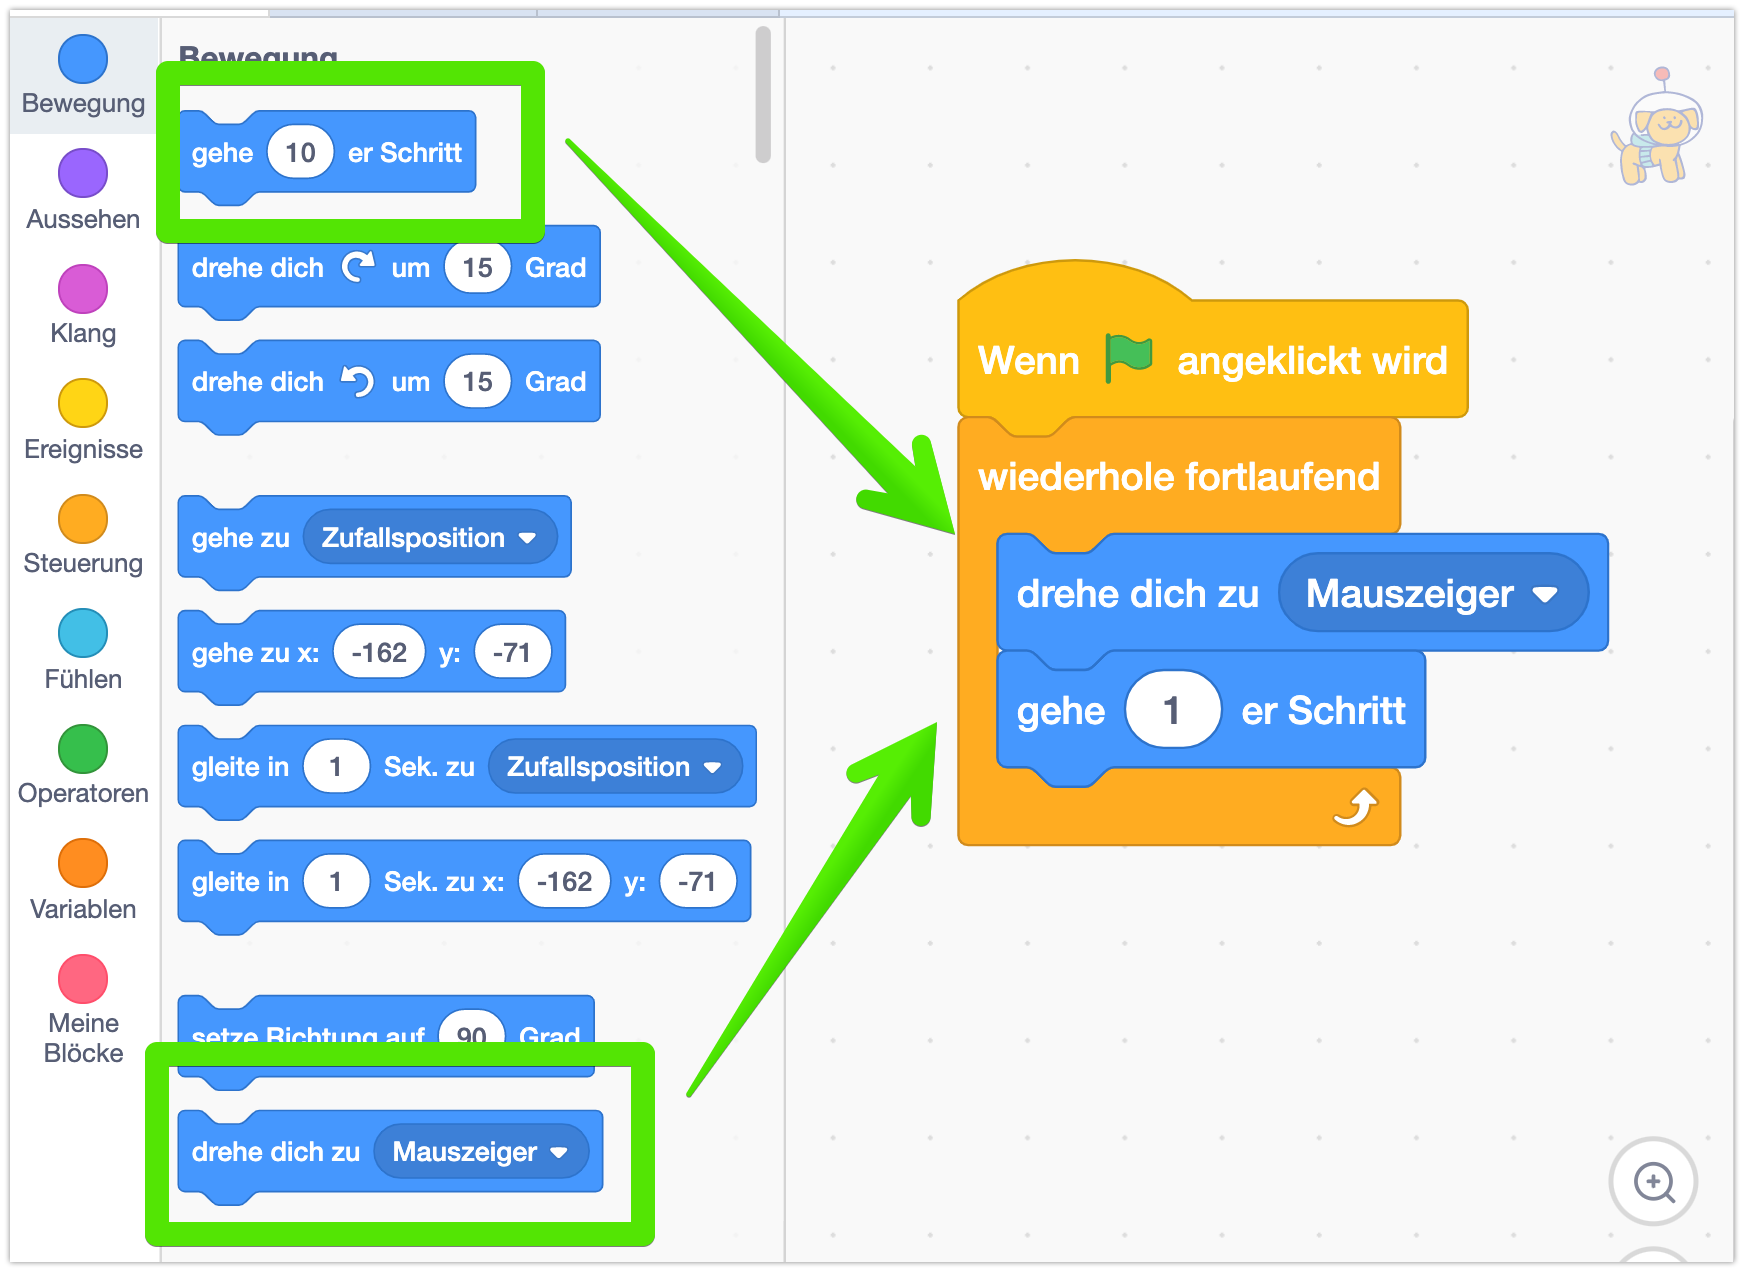 Bewegung
Aussehen
Klang
Ereignisse
Steuerung
Fühlen
Operatoren
Variablen
Meine
Blöcke
Bewegung
gehe 10 er Schritt
drehe dich um 15 Grad
drehe dich um 15 Grad
gehe zu Zufallsposition
gehe zu x: -162 y: -71
gleite in 1 Sek. zu Zufallsposition
gleite in 1 Sek. zu x: -162 y: -71
setze Richtung auf 90 Grad
drehe dich zu Mauszeiger
Wenn angeklickt wird
wiederhole fortlaufend
drehe dich zu Mauszeiger
gehe 1 er Schritt